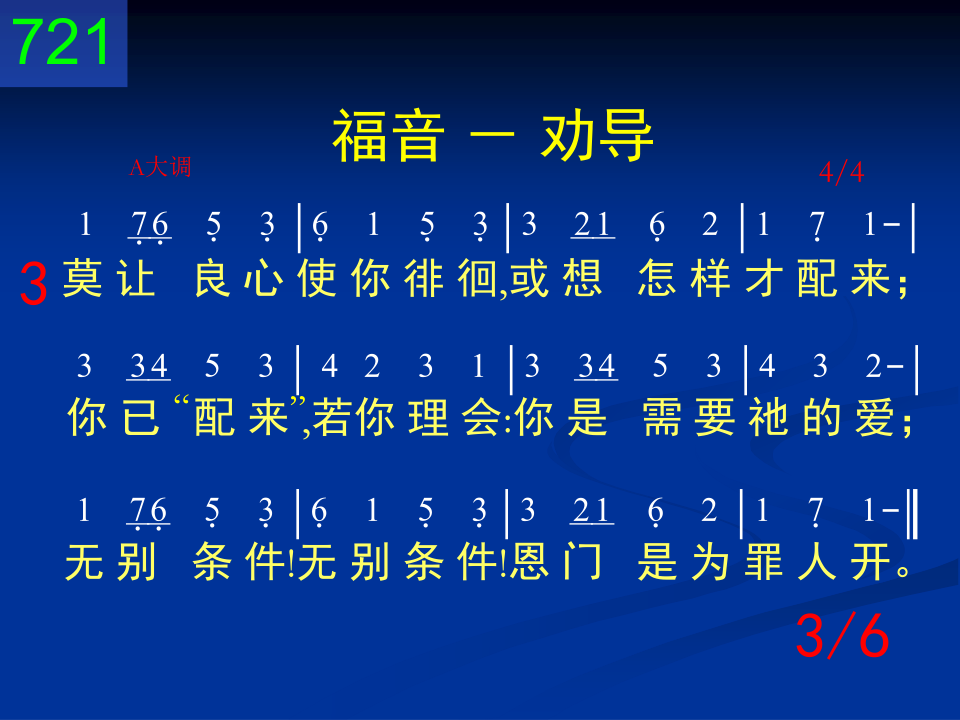 721
福音 － 劝导
A大调 4/4
1 7̣6̣ 5̣ 3̣ | 6̣ 1 5̣ 3̣ | 3 21 6̣ 2 | 1 7̣ 1- |
3 莫让 良心使你徘徊,或想 怎样才配来；
3 34 5 3 | 4 2 3 1 | 3 34 5 3 | 4 3 2- |
你已“配来”,若你理会:你是 需要祂的爱；
1 7̣6̣ 5̣ 3̣ | 6̣ 1 5̣ 3̣ | 3 21 6̣ 2 | 1 7̣ 1- ‖
无别 条件!无别条件!恩门 是为罪人开。
3/6